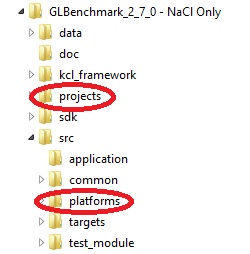 GLBenchmark_2_7_0 - NaCl Only
data
doc
kcl_framework
projects
sdk
src
application
common
platforms
targets
test_module